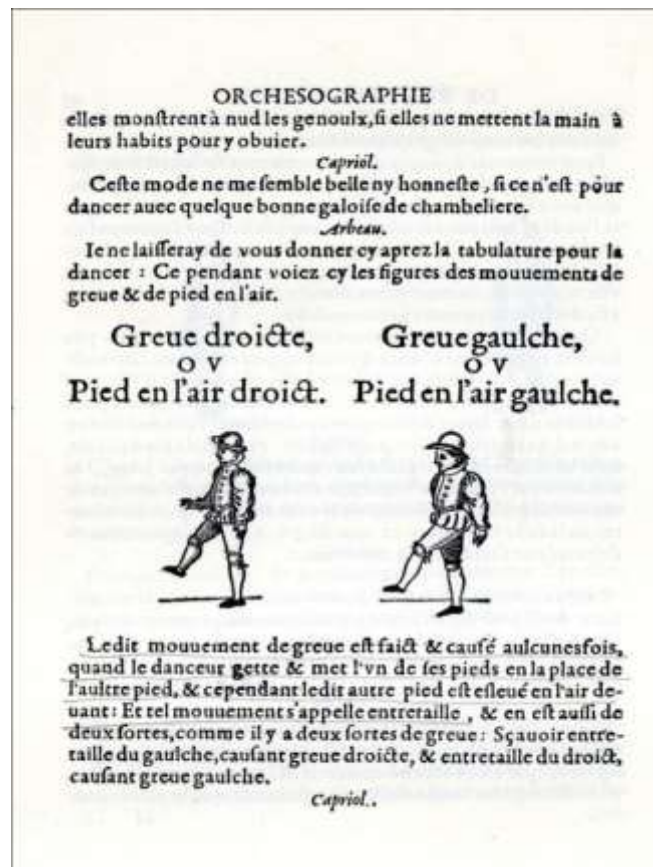 ORCHESOGRAPHIE
elles monſtrent à nud les genoulx, ſi elles ne mettent la main à
leurs habits pour y obuier.
Capriol.
Ceſte mode ne me ſemble belle ny honneſte, ſi ce n'eſt pour
dancer auec quelque bonne galoiſe de chambeliere.
Arbeau.
Ie ne laiſſeray de vous donner cy aprez la tabulature pour la
dancer : Ce pendant voiez cy les figures des mouuements de
greue & de pied en l'air.
Greue droicte,
O V
Pied en l'air droict.
Greue gaulche,
O V
Pied en l'air gaulche.
Ledit mouuement de greue eſt faict & cauſé aulcunesfois,
quand le danceur gette & met l'vn de ſes pieds en la place de
l'aultre pied, & cependant ledit autre pied eſt eſleué en l'air de-
uant: Et tel mouuement s'appelle entretaille, & en eſt auſſi de
deux ſortes, comme il y a deux ſortes de greue: Sçauoir entre-
taille du gaulche, cauſant greue droicte, & entretaille du droict,
cauſant greue gaulche.
Capriol.